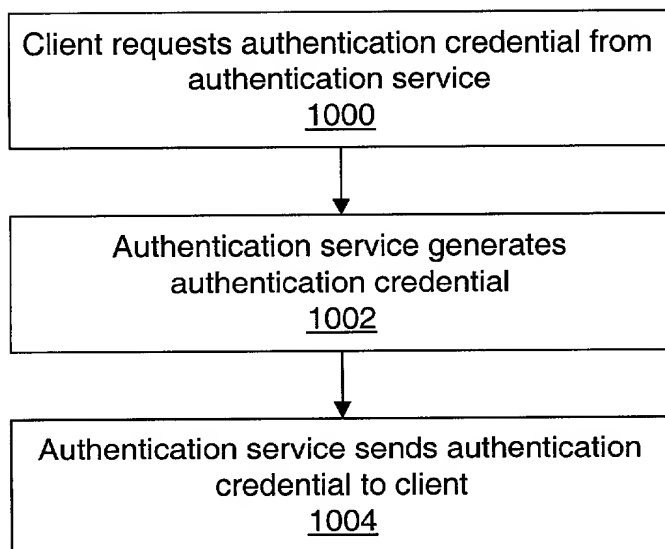 Client requests authentication credential from
authentication service
1000
Authentication service generates
authentication credential
1002
Authentication service sends authentication
credential to client
1004